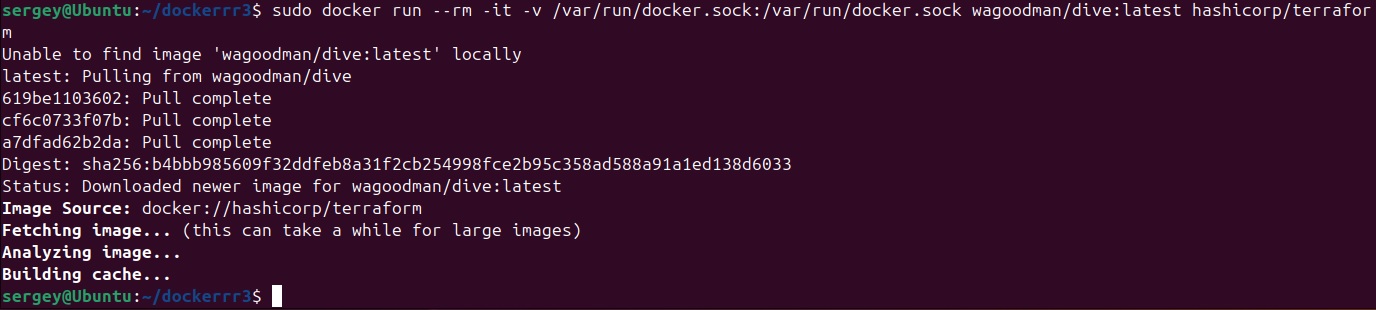 sergey@Ubuntu:~/dockerrr3$ sudo docker run --rm -it -v /var/run/docker.sock:/var/run/docker.sock wagoodman/dive:latest hashicorp/terrafor
m
Unable to find image 'wagoodman/dive:latest' locally
latest: Pulling from wagoodman/dive
619be1103602: Pull complete
cf6c0733f07b: Pull complete
a7dfad62b2da: Pull complete
Digest: sha256:b4bbb985609f32ddfeb8a31f2cb254998fce2b95c358ad588a91a1ed138d6033
Status: Downloaded newer image for wagoodman/dive:latest
Image Source: docker://hashicorp/terraform
Fetching image... (this can take a while for large images)
Analyzing image...
Building cache...
sergey@Ubuntu:~/dockerrr3$